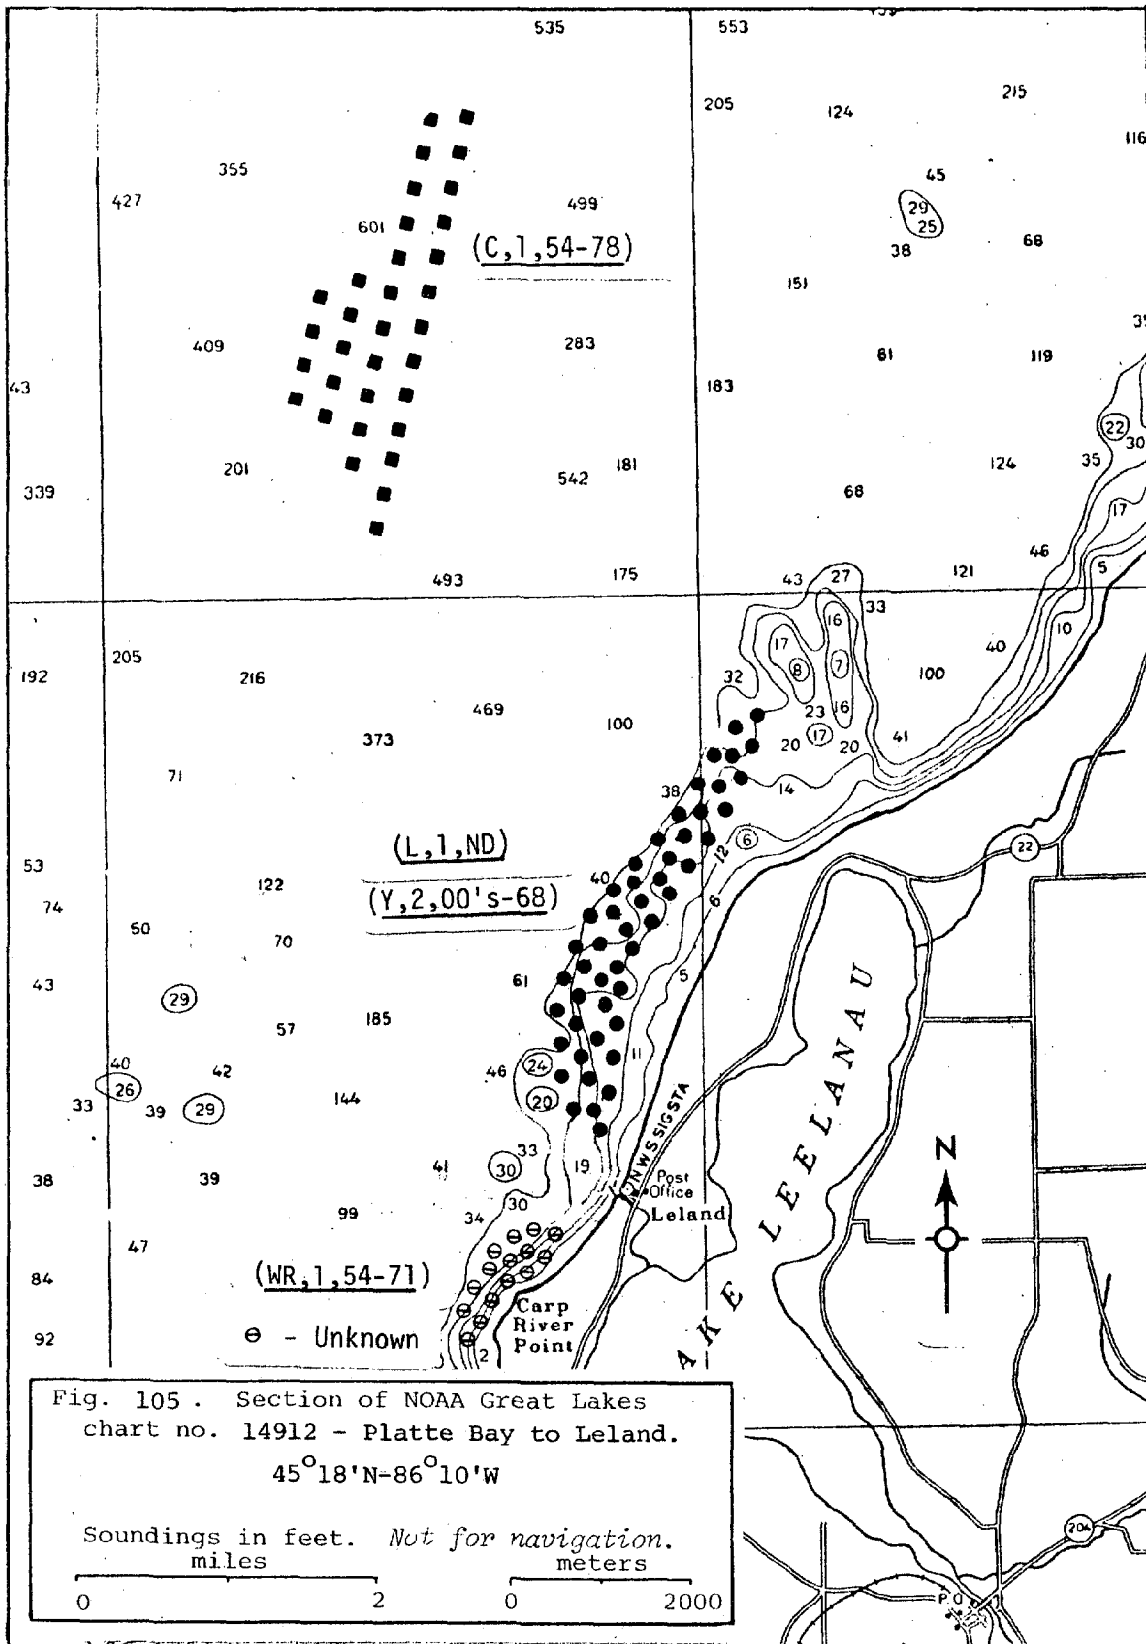 535 553
205 124 215
116
355 45
427 499 29
601 25
(C,1,54-78) 38 68
151
409 283 61 119
43 183
22
30
201 181 124 35
339 542 68
17
46
493 175 43 27 121 5
33
16 10
205 17 40
192 216 32 8 7 100
469 100 23 16
373 20 17 20 41
71
38 14
(L,1,ND) 12 6 22
53
122 40
74 (Y,2,00's-68) 6
50 70
43 61 5
29
57 185
11
40 42 46 24
26
33 39 29 144 20
NWS SIG STA
33
38 39 41 30 19 Post
Office
99 34 30 Leland
47
84 (WR,1,54-71)
Carp
River
Point
92 ⊖ - Unknown 2
LAKE LEELANAU
N
Fig. 105. Section of NOAA Great Lakes
chart no. 14912 - Platte Bay to Leland.
45°18'N-86°10'W
Soundings in feet. Not for navigation.
miles meters
0 2 0 2000
204
P O